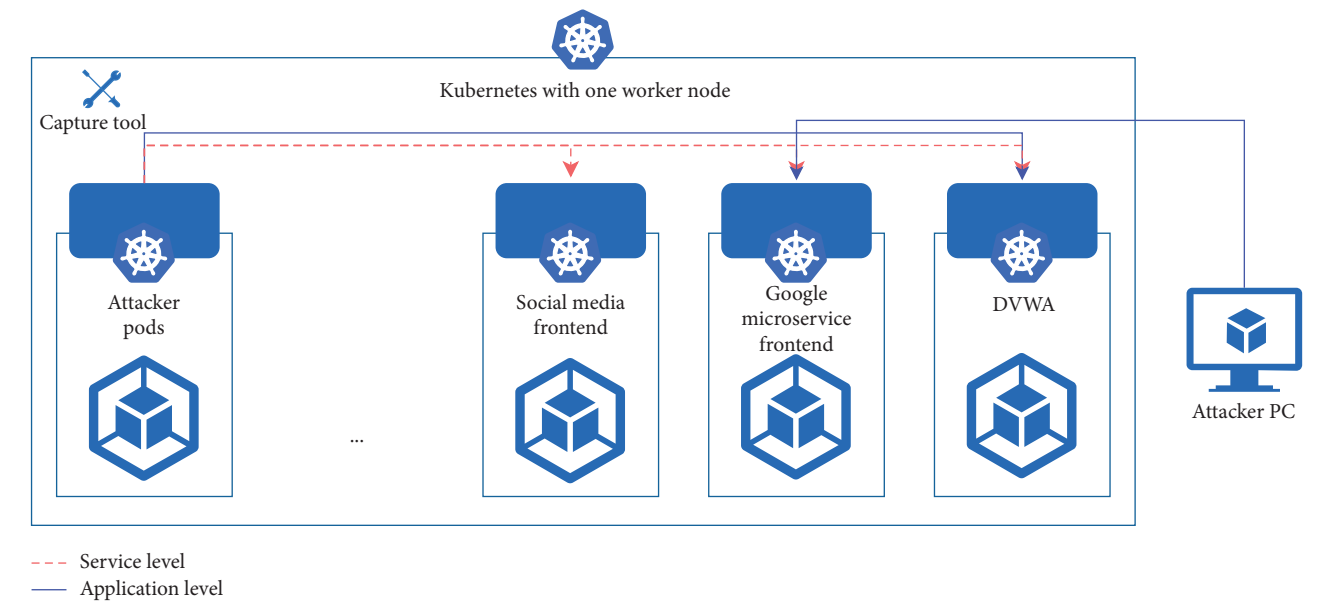 Kubernetes with one worker node
Capture tool
Attacker
pods
...
Social media
frontend
Google
microservice
frontend
DVWA
Attacker PC
Service level
Application level